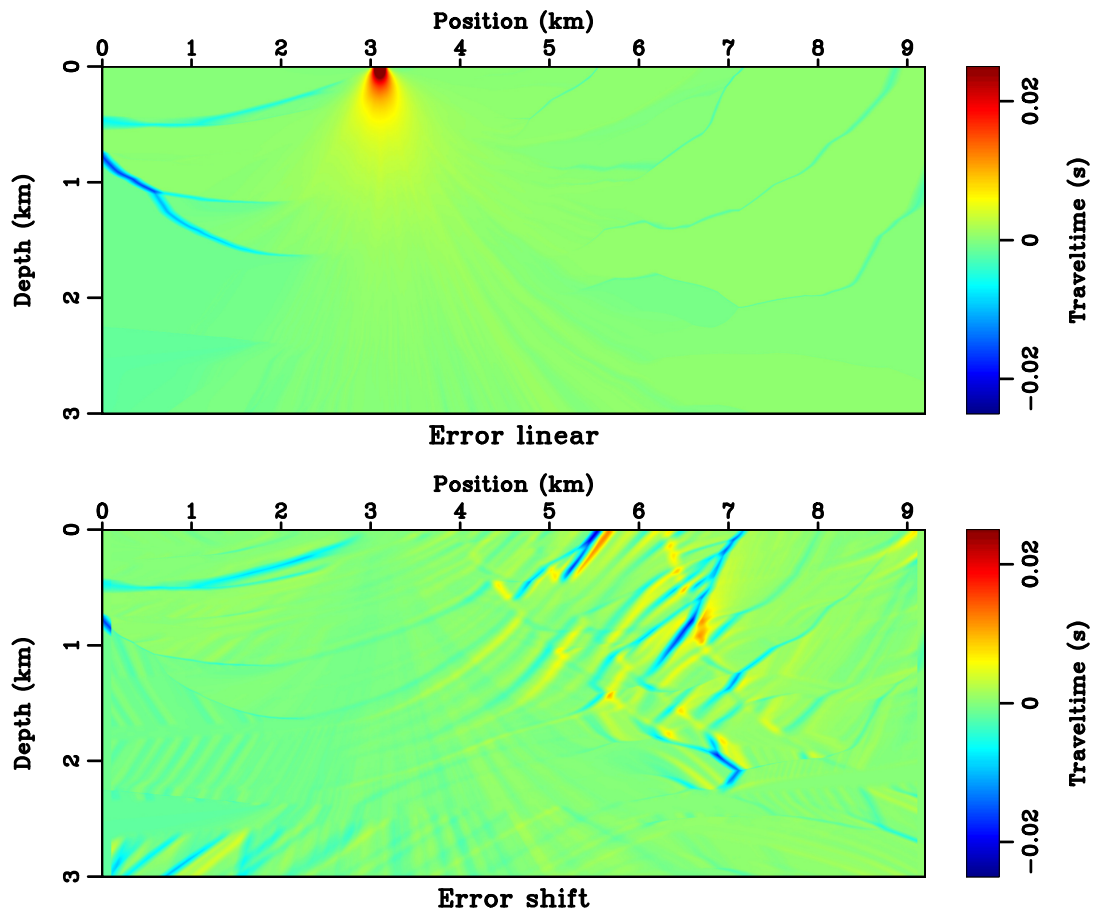 Position (km)
0 1 2 3 4 5 6 7 8 9
0
1
2
3
Depth (km)
0.02
0
−0.02
Traveltime (s)
Error linear
Position (km)
0 1 2 3 4 5 6 7 8 9
0
1
2
3
Depth (km)
0.02
0
−0.02
Traveltime (s)
Error shift